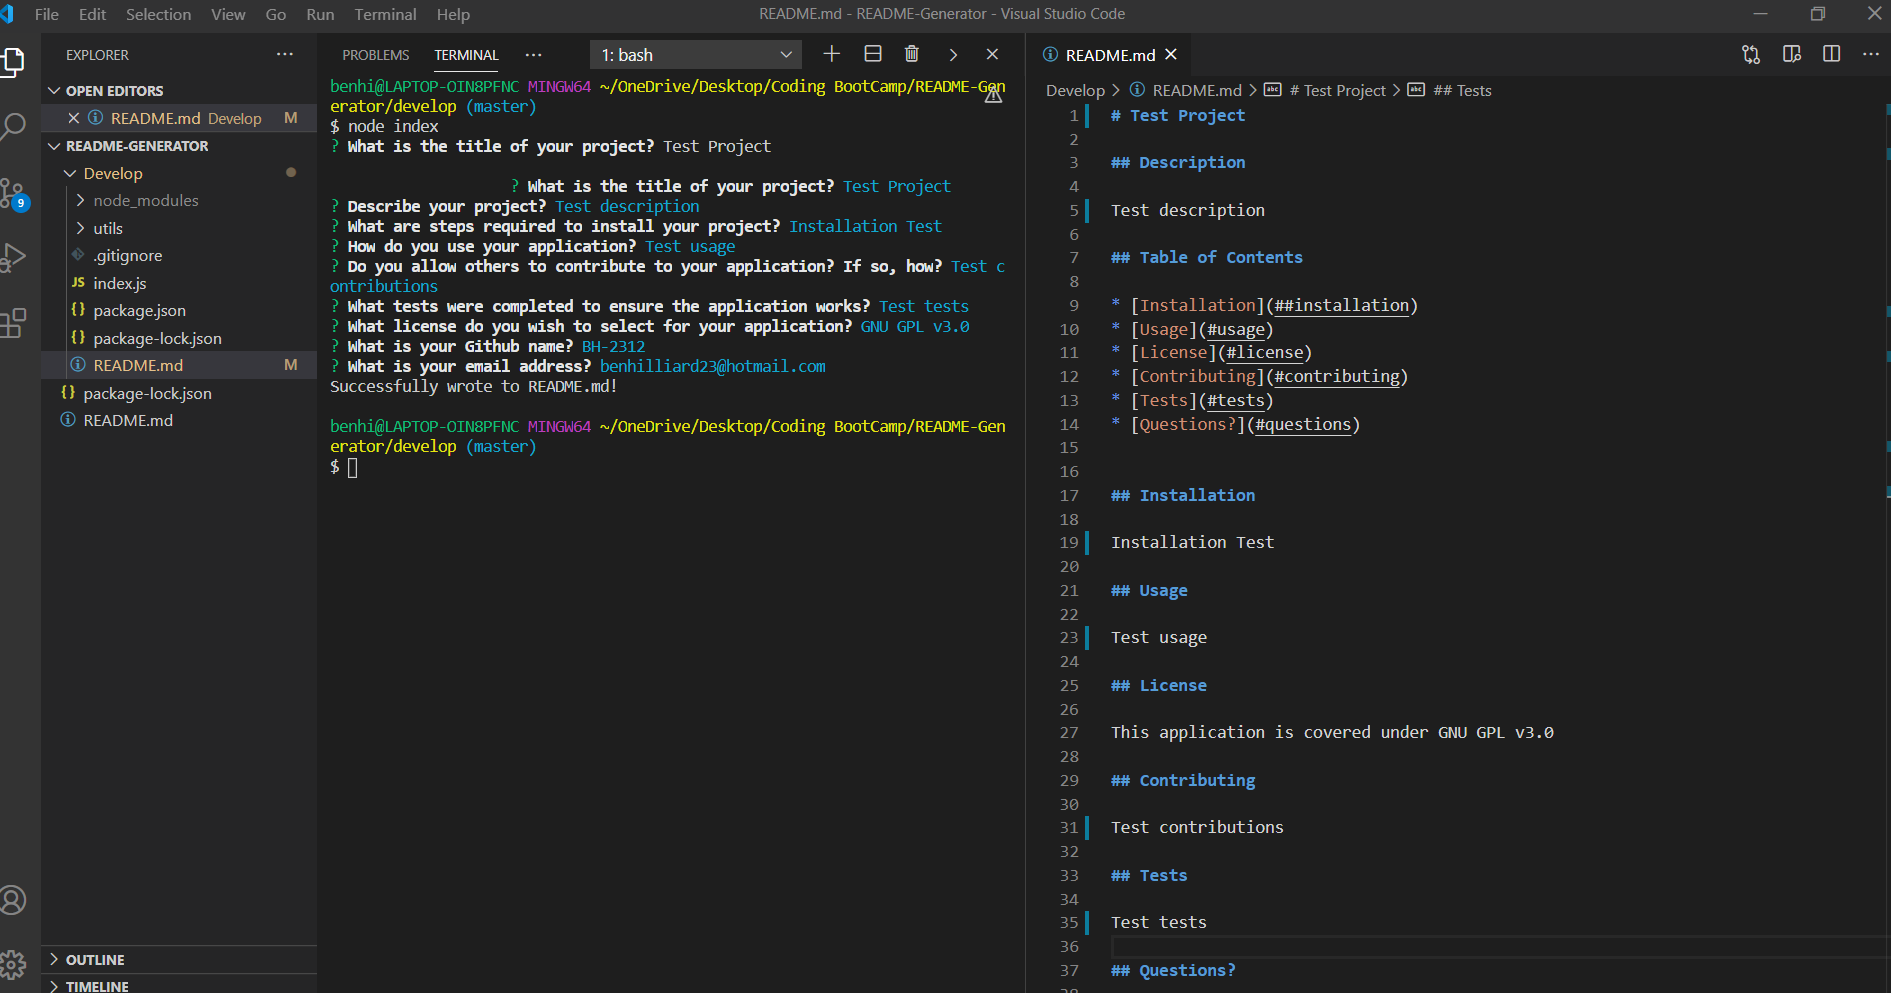 File Edit Selection View Go Run Terminal Help
README.md - README-Generator - Visual Studio Code
EXPLORER
OPEN EDITORS
README.md Develop M
README-GENERATOR
Develop
node_modules
utils
.gitignore
JS index.js
{} package.json
{} package-lock.json
README.md M
{} package-lock.json
README.md
OUTLINE
TIMELINE
9
PROBLEMS TERMINAL ··· 1: bash
benhi@LAPTOP-OIN8PFNC MINGW64 ~/OneDrive/Desktop/Coding BootCamp/README-Gen
erator/develop (master)
$ node index
? What is the title of your project? Test Project
? What is the title of your project? Test Project
? Describe your project? Test description
? What are steps required to install your project? Installation Test
? How do you use your application? Test usage
? Do you allow others to contribute to your application? If so, how? Test c
ontributions
? What tests were completed to ensure the application works? Test tests
? What license do you wish to select for your application? GNU GPL v3.0
? What is your Github name? BH-2312
? What is your email address? benhilliard23@hotmail.com
Successfully wrote to README.md!
benhi@LAPTOP-OIN8PFNC MINGW64 ~/OneDrive/Desktop/Coding BootCamp/README-Gen
erator/develop (master)
$
README.md
Develop > README.md > # Test Project > ## Tests
1 # Test Project
2
3 ## Description
4
5 Test description
6
7 ## Table of Contents
8
9 * [Installation](##installation)
10 * [Usage](#usage)
11 * [License](#license)
12 * [Contributing](#contributing)
13 * [Tests](#tests)
14 * [Questions?](#questions)
15
16
17 ## Installation
18
19 Installation Test
20
21 ## Usage
22
23 Test usage
24
25 ## License
26
27 This application is covered under GNU GPL v3.0
28
29 ## Contributing
30
31 Test contributions
32
33 ## Tests
34
35 Test tests
36
37 ## Questions?
38